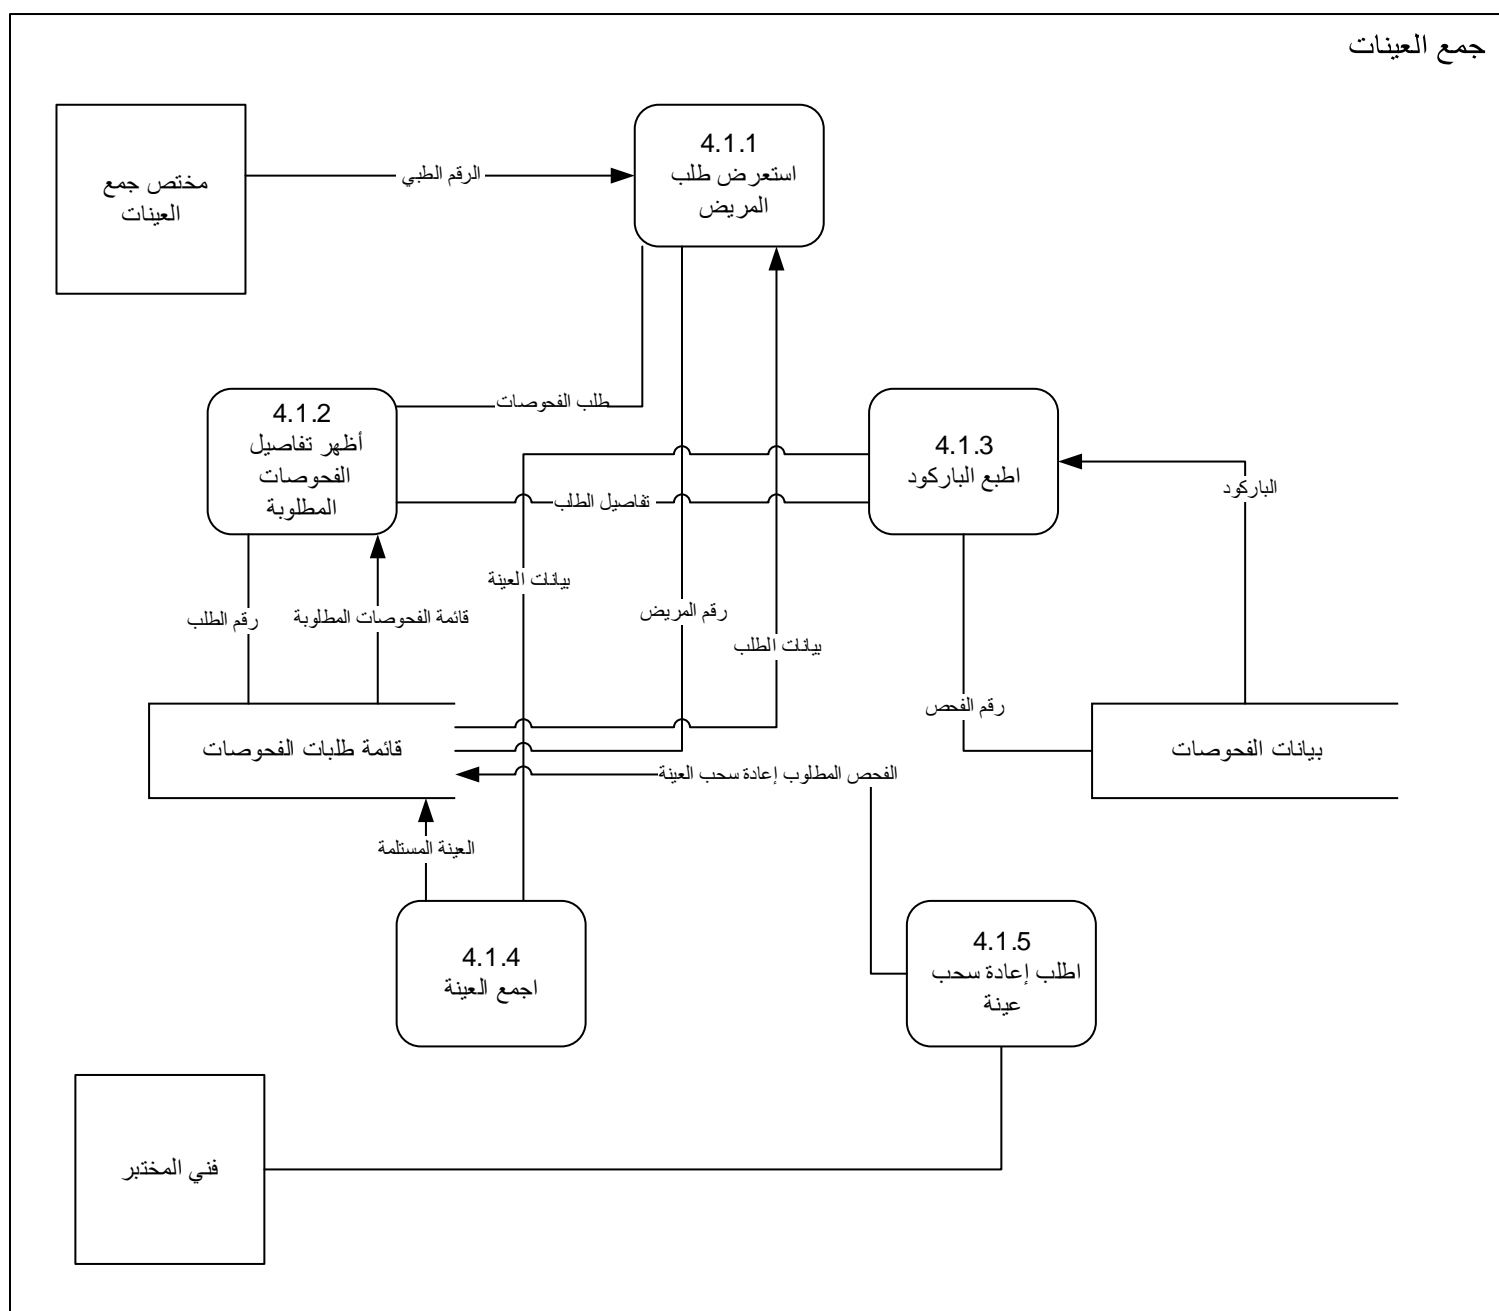 جمع العينات
4.1.1
استعرض طلب
المريض
مختص جمع
العينات
الرقم الطبي
طلب الفحوصات
4.1.2
أظهر تفاصيل
الفحوصات
المطلوبة
4.1.3
اطبع الباركود
الباركود
تفاصيل الطلب
بيانات العينة
رقم المريض
قائمة الفحوصات المطلوبة
رقم الطلب
بيانات الطلب
رقم الفحص
بيانات الفحوصات
قائمة طلبات الفحوصات
الفحص المطلوب إعادة سحب العينة
العينة المستلمة
4.1.5
اطلب إعادة سحب
عينة
4.1.4
اجمع العينة
فني المختبر